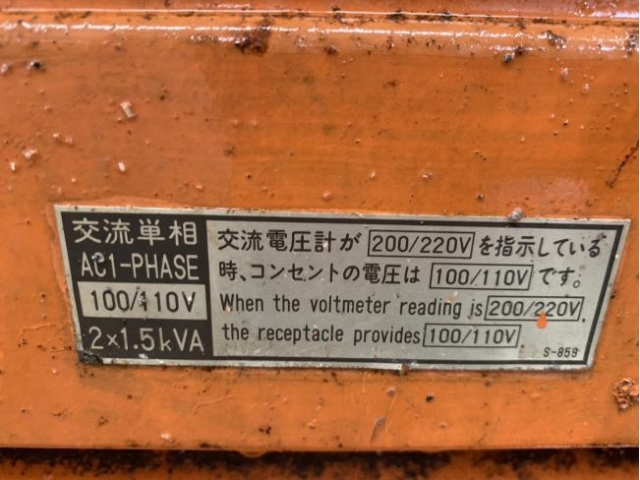 交流単相
AC1-PHASE
100/110V
2×1.5kVA
交流電圧計が 200/220V を指示している
時、コンセントの電圧は 100/110V です。
When the voltmeter reading is 200/220V,
the receptacle provides 100/110V.
S-859